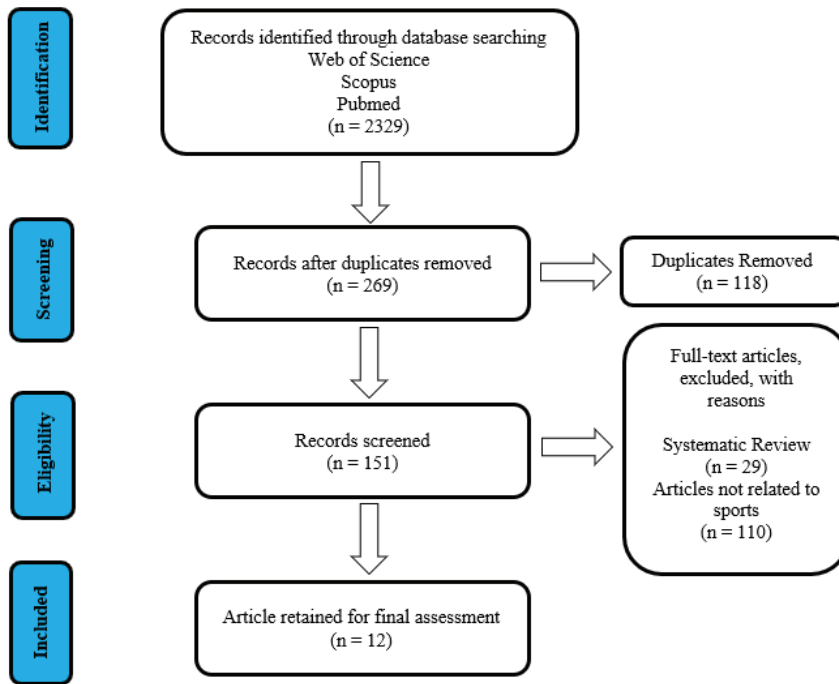 Identification
Records identified through database searching
Web of Science
Scopus
Pubmed
(n = 2329)
Screening
Records after duplicates removed
(n = 269)
Duplicates Removed
(n = 118)
Eligibility
Records screened
(n = 151)
Full-text articles,
excluded, with
reasons
Systematic Review
(n = 29)
Articles not related to
sports
(n = 110)
Included
Article retained for final assessment
(n = 12)